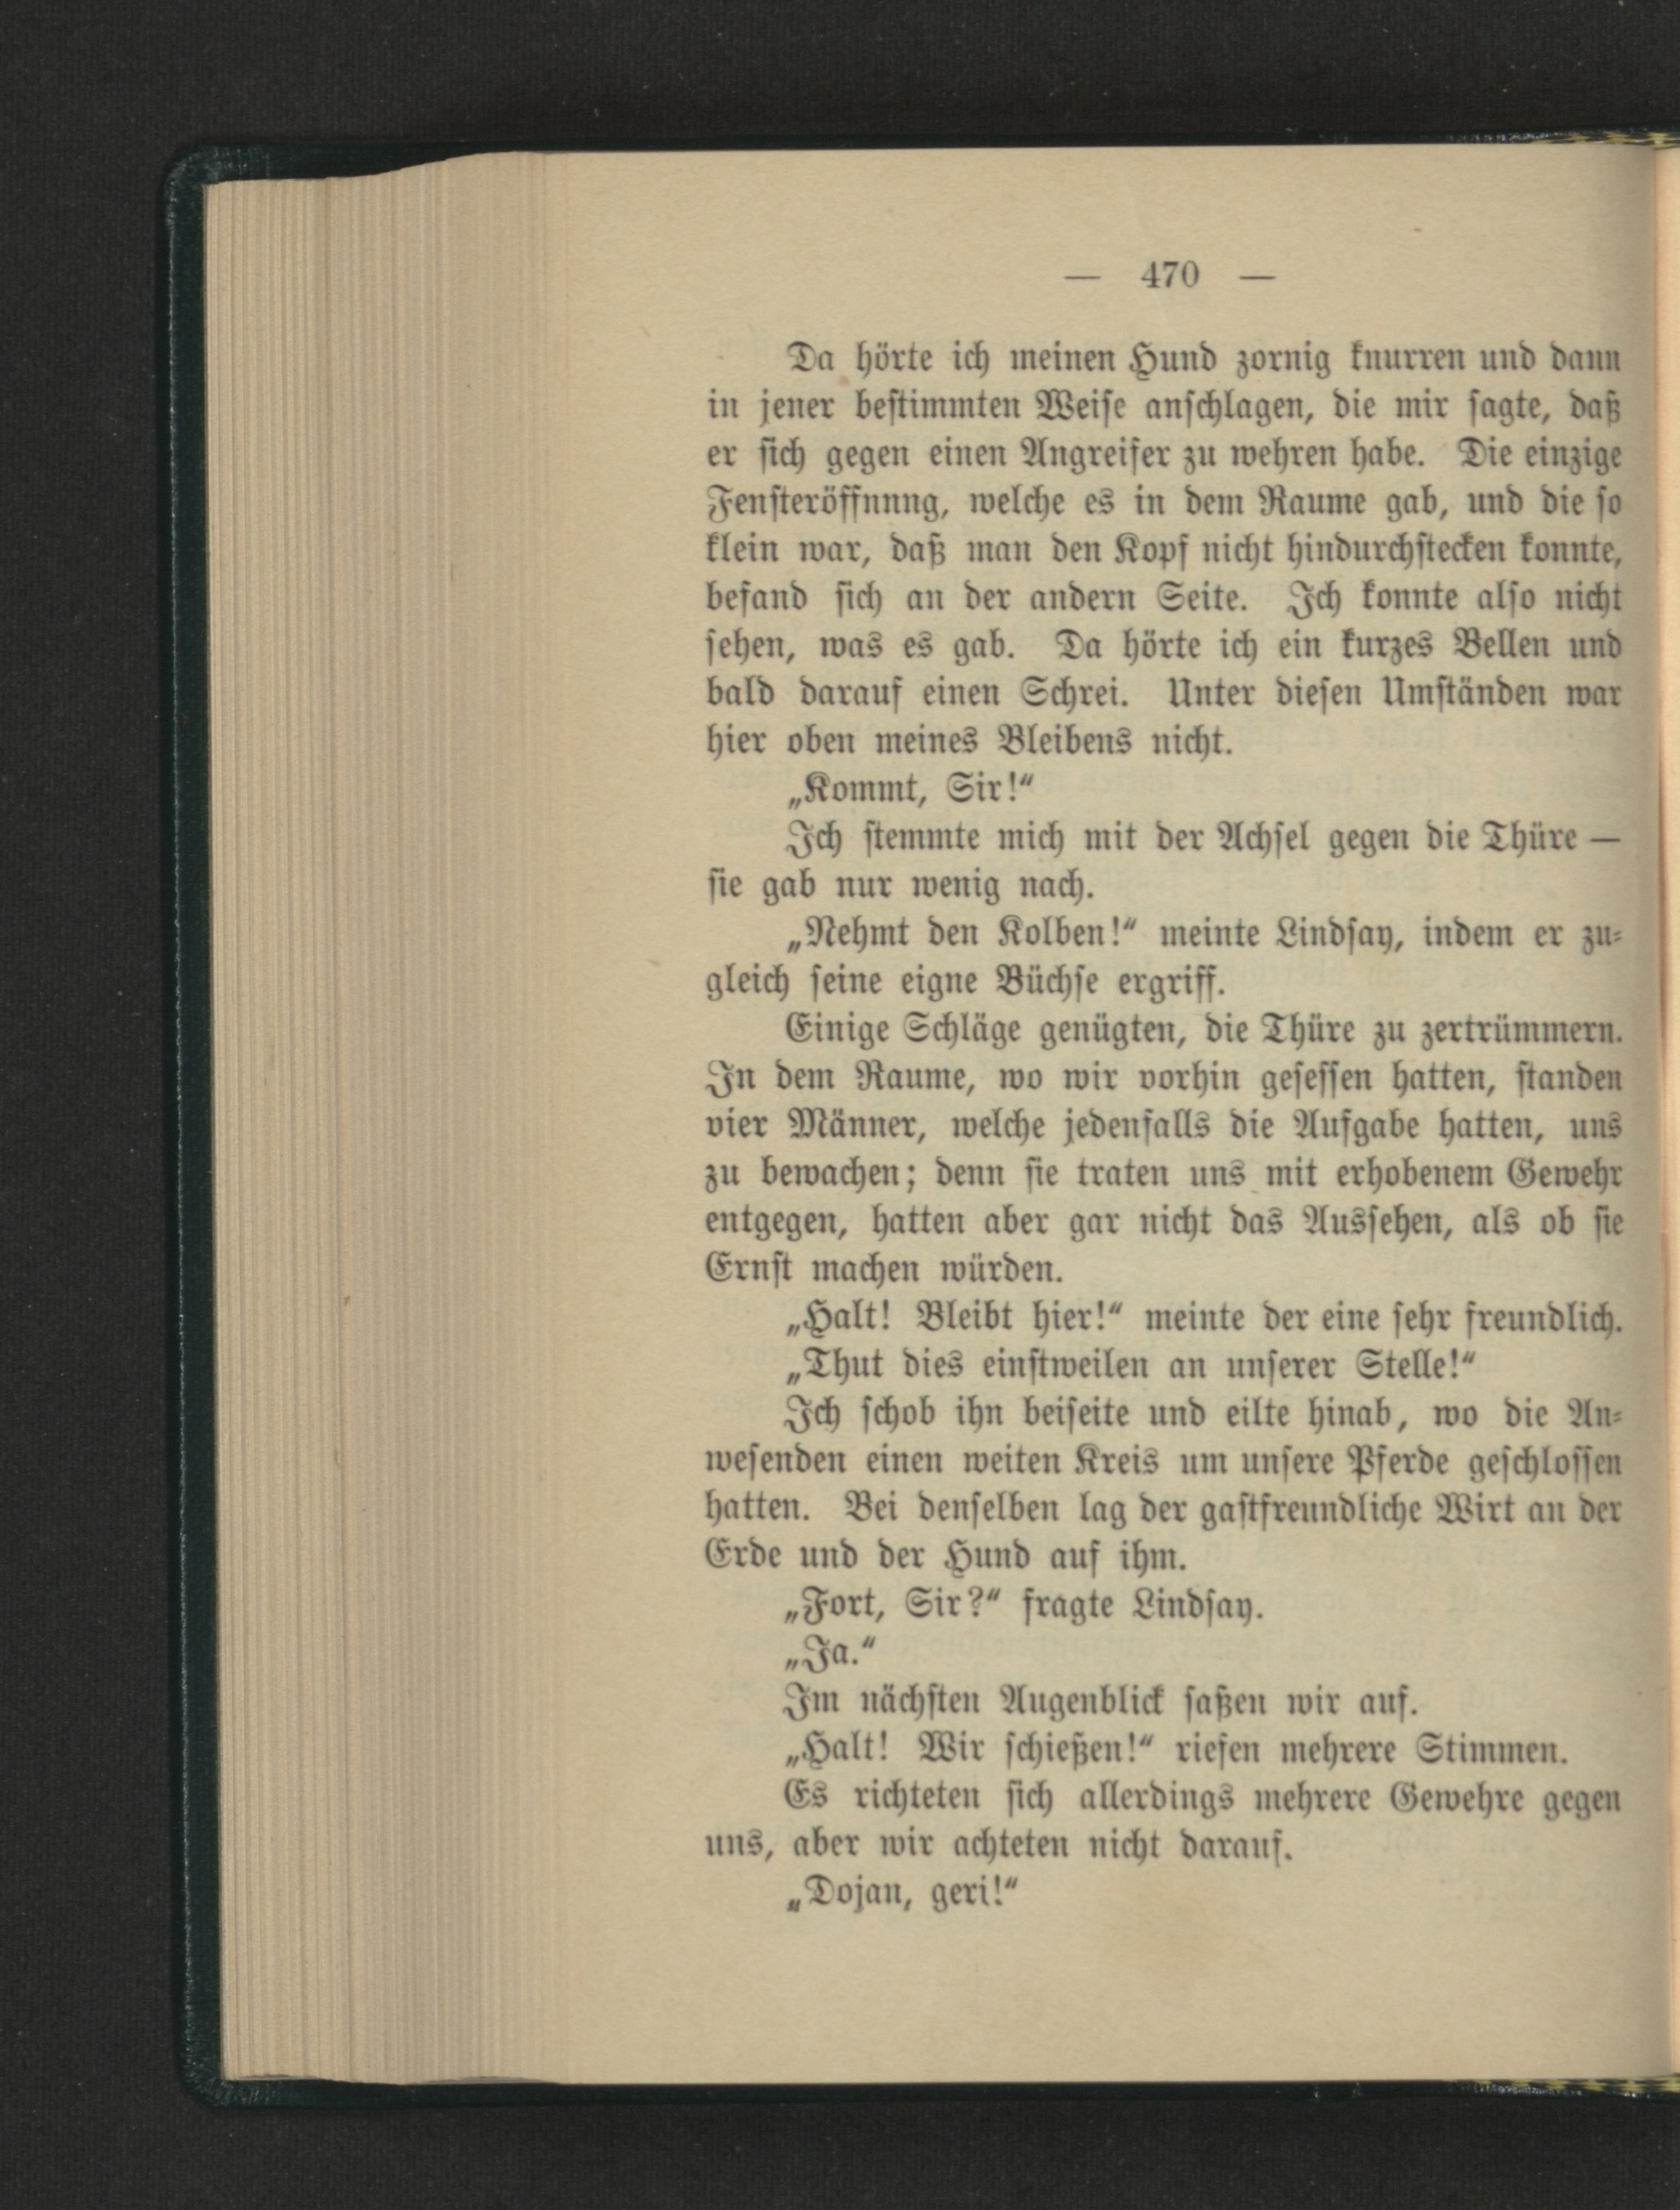 — 470 —
Da hörte ich meinen Hund zornig knurren und dann
in jener bestimmten Weise anschlagen, die mir sagte, daß
er sich gegen einen Angreifer zu wehren habe. Die einzige
Fensteröffnnng, welche es in dem Raume gab, und die so
klein war, daß man den Kopf nicht hindurchstecken konnte,
befand sich an der andern Seite. Ich konnte also nicht
sehen, was es gab. Da hörte ich ein kurzes Bellen und
bald darauf einen Schrei. Unter diesen Umständen war
hier oben meines Bleibens nicht.
„Kommt, Sir!“
Ich stemmte mich mit der Achsel gegen die Thüre —
sie gab nur wenig nach.
„Nehmt den Kolben!“ meinte Lindsay, indem er zu-
gleich seine eigne Büchse ergriff.
Einige Schläge genügten, die Thüre zu zertrümmern.
In dem Raume, wo wir vorhin gesessen hatten, standen
vier Männer, welche jedenfalls die Aufgabe hatten, uns
zu bewachen; denn sie traten uns mit erhobenem Gewehr
entgegen, hatten aber gar nicht das Aussehen, als ob sie
Ernst machen würden.
„Halt! Bleibt hier!“ meinte der eine sehr freundlich.
„Thut dies einstweilen an unserer Stelle!“
Ich schob ihn beiseite und eilte hinab, wo die An-
wesenden einen weiten Kreis um unsere Pferde geschlossen
hatten. Bei denselben lag der gastfreundliche Wirt an der
Erde und der Hund auf ihm.
„Fort, Sir?“ fragte Lindsay.
„Ja.“
Im nächsten Augenblick saßen wir auf.
„Halt! Wir schießen!“ riefen mehrere Stimmen.
Es richteten sich allerdings mehrere Gewehre gegen
uns, aber wir achteten nicht darauf.
„Dojan, geri!“